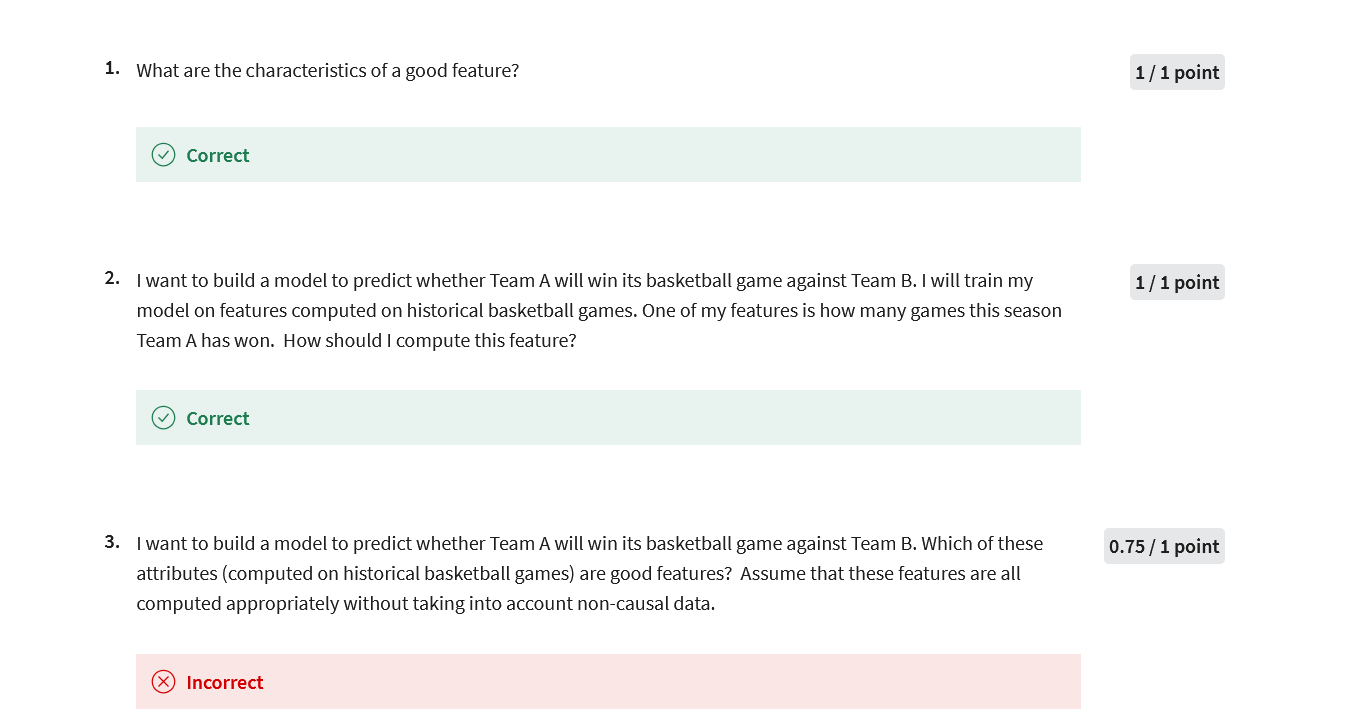 1. What are the characteristics of a good feature? 1 / 1 point
Correct
2. I want to build a model to predict whether Team A will win its basketball game against Team B. I will train my 1 / 1 point
model on features computed on historical basketball games. One of my features is how many games this season
Team A has won.  How should I compute this feature?
Correct
3. I want to build a model to predict whether Team A will win its basketball game against Team B. Which of these 0.75 / 1 point
attributes (computed on historical basketball games) are good features?  Assume that these features are all
computed appropriately without taking into account non-causal data.
Incorrect